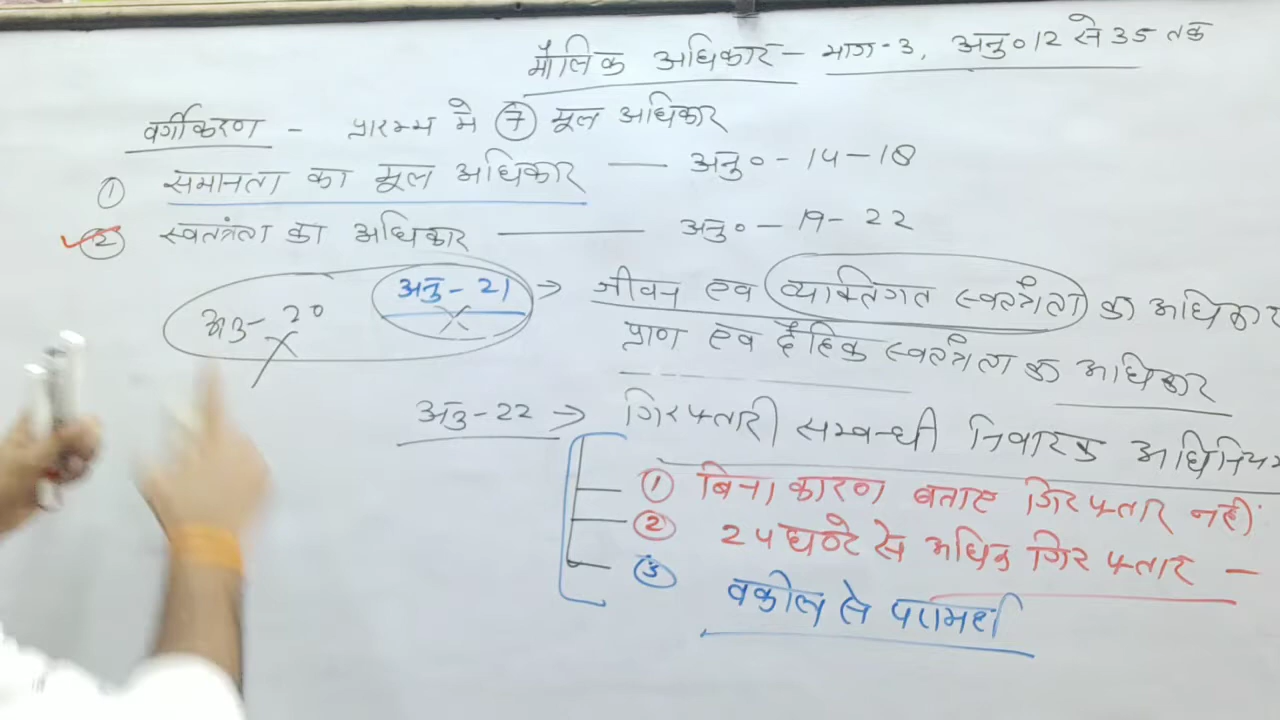 मौलिक अधिकार - भाग-3, अनु० 12 से 35 तक
वर्गीकरण - प्रारम्भ मे 7 मूल अधिकार
1 समानता का मूल अधिकार — अनु० - 14-18
2 स्वतंत्रता का अधिकार — अनु० - 19-22
अनु - 20 अनु - 21 → जीवन एव व्यक्तिगत स्वतंत्रता का अधिकार
प्राण एव दैहिक स्वतंत्रता का अधिकार
अनु-22 → गिरफ्तारी सम्बन्धी निवारक अधिनियम
1 बिना कारण बताए गिरफ्तार नहीं
2 24 घण्टे से अधिक गिरफ्तार -
3 वकील से परामर्श